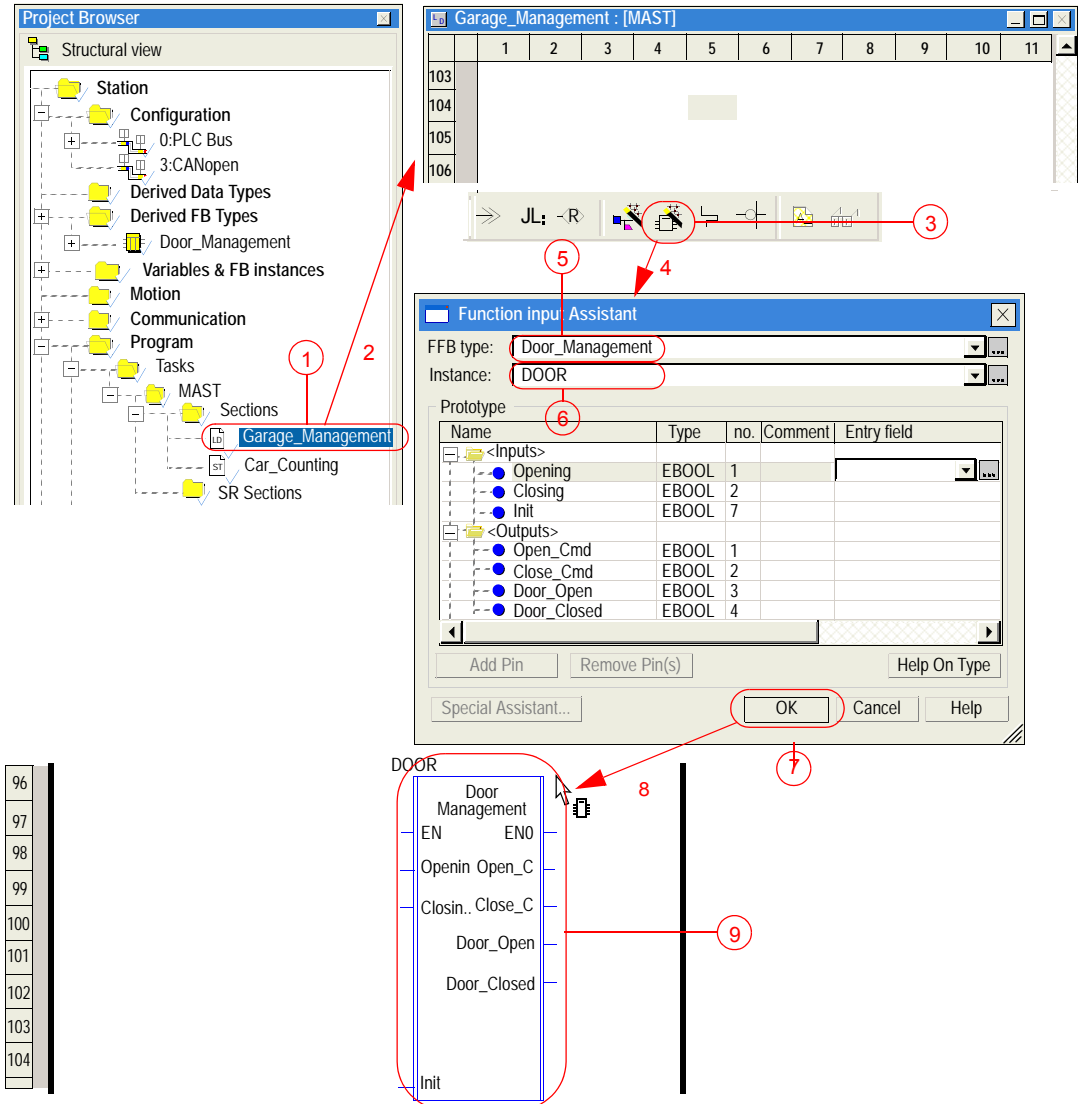 Project Browser
Structural view
Station
Configuration
0:PLC Bus
3:CANopen
Derived Data Types
Derived FB Types
Door_Management
Variables & FB instances
Motion
Communication
Program
Tasks
MAST
Sections
LD Garage_Management
ST Car_Counting
SR Sections
1
2
LD Garage_Management : [MAST]
1 2 3 4 5 6 7 8 9 10 11
103
104
105
106
JL: R
3
4
5
Function input Assistant
FFB type: Door_Management
Instance: DOOR
6
Prototype
Name Type no. Comment Entry field
<Inputs>
Opening EBOOL 1
Closing EBOOL 2
Init EBOOL 7
<Outputs>
Open_Cmd EBOOL 1
Close_Cmd EBOOL 2
Door_Open EBOOL 3
Door_Closed EBOOL 4
Add Pin Remove Pin(s) Help On Type
Special Assistant... OK Cancel Help
7
8
96
97
98
99
100
101
102
103
104
DOOR
Door
Management
EN EN0
Openin Open_C
Closin.. Close_C
Door_Open
Door_Closed
Init
9